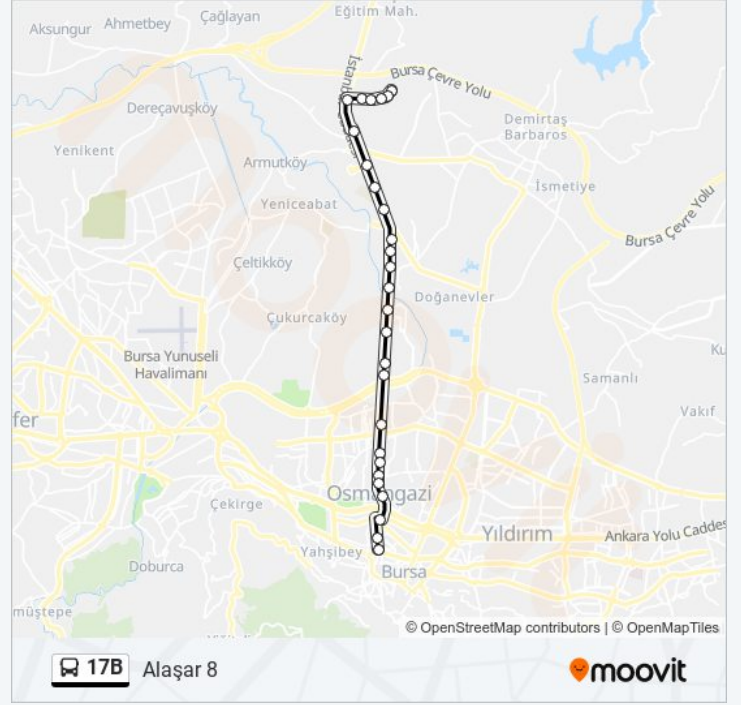 Eğitim Mah.
Çağlayan
Ahmetbey
Aksungur
Bursa Çevre Yolu
Dereçavuşköy
Demirtaş
Barbaros
Yenikent
Armutköy
İsmetiye
Yeniceabat
Bursa Çevre Yolu
Çeltikköy
Doğanevler
Çukurcaköy
Bursa Yunuseli
Havalimanı
Samanlı
Vakıf
fer
Osmangazi
Çekirge
Yıldırım
Ankara Yolu Caddes
Yahşibey
Doburca
Bursa
müştepe
© OpenStreetMap contributors | © OpenMapTiles
17B Alaşar 8
moovit